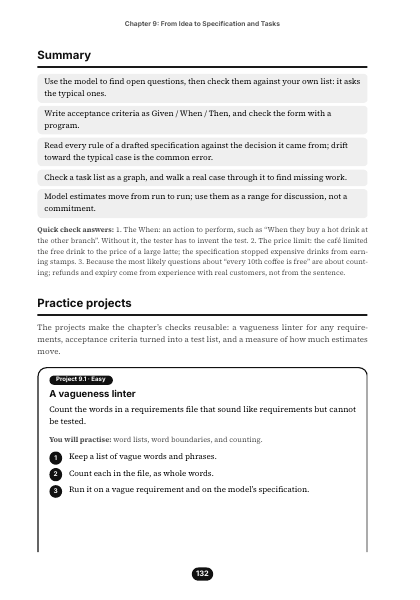 Chapter 9: From Idea to Specification and Tasks
Summary
Use the model to find open questions, then check them against your own list: it asks
the typical ones.
Write acceptance criteria as Given / When / Then, and check the form with a
program.
Read every rule of a drafted specification against the decision it came from; drift
toward the typical case is the common error.
Check a task list as a graph, and walk a real case through it to find missing work.
Model estimates move from run to run; use them as a range for discussion, not a
commitment.
Quick check answers: 1. The When: an action to perform, such as “When they buy a hot drink at
the other branch”. Without it, the tester has to invent the test. 2. The price limit: the café limited
the free drink to the price of a large latte; the specification stopped expensive drinks from earn-
ing stamps. 3. Because the most likely questions about “every 10th coffee is free” are about count-
ing; refunds and expiry come from experience with real customers, not from the sentence.
Practice projects
The projects make the chapter’s checks reusable: a vagueness linter for any require-
ments, acceptance criteria turned into a test list, and a measure of how much estimates
move.
Project 9.1 · Easy
A vagueness linter
Count the words in a requirements file that sound like requirements but cannot
be tested.
You will practise: word lists, word boundaries, and counting.
1 Keep a list of vague words and phrases.
2 Count each in the file, as whole words.
3 Run it on a vague requirement and on the model’s specification.
132